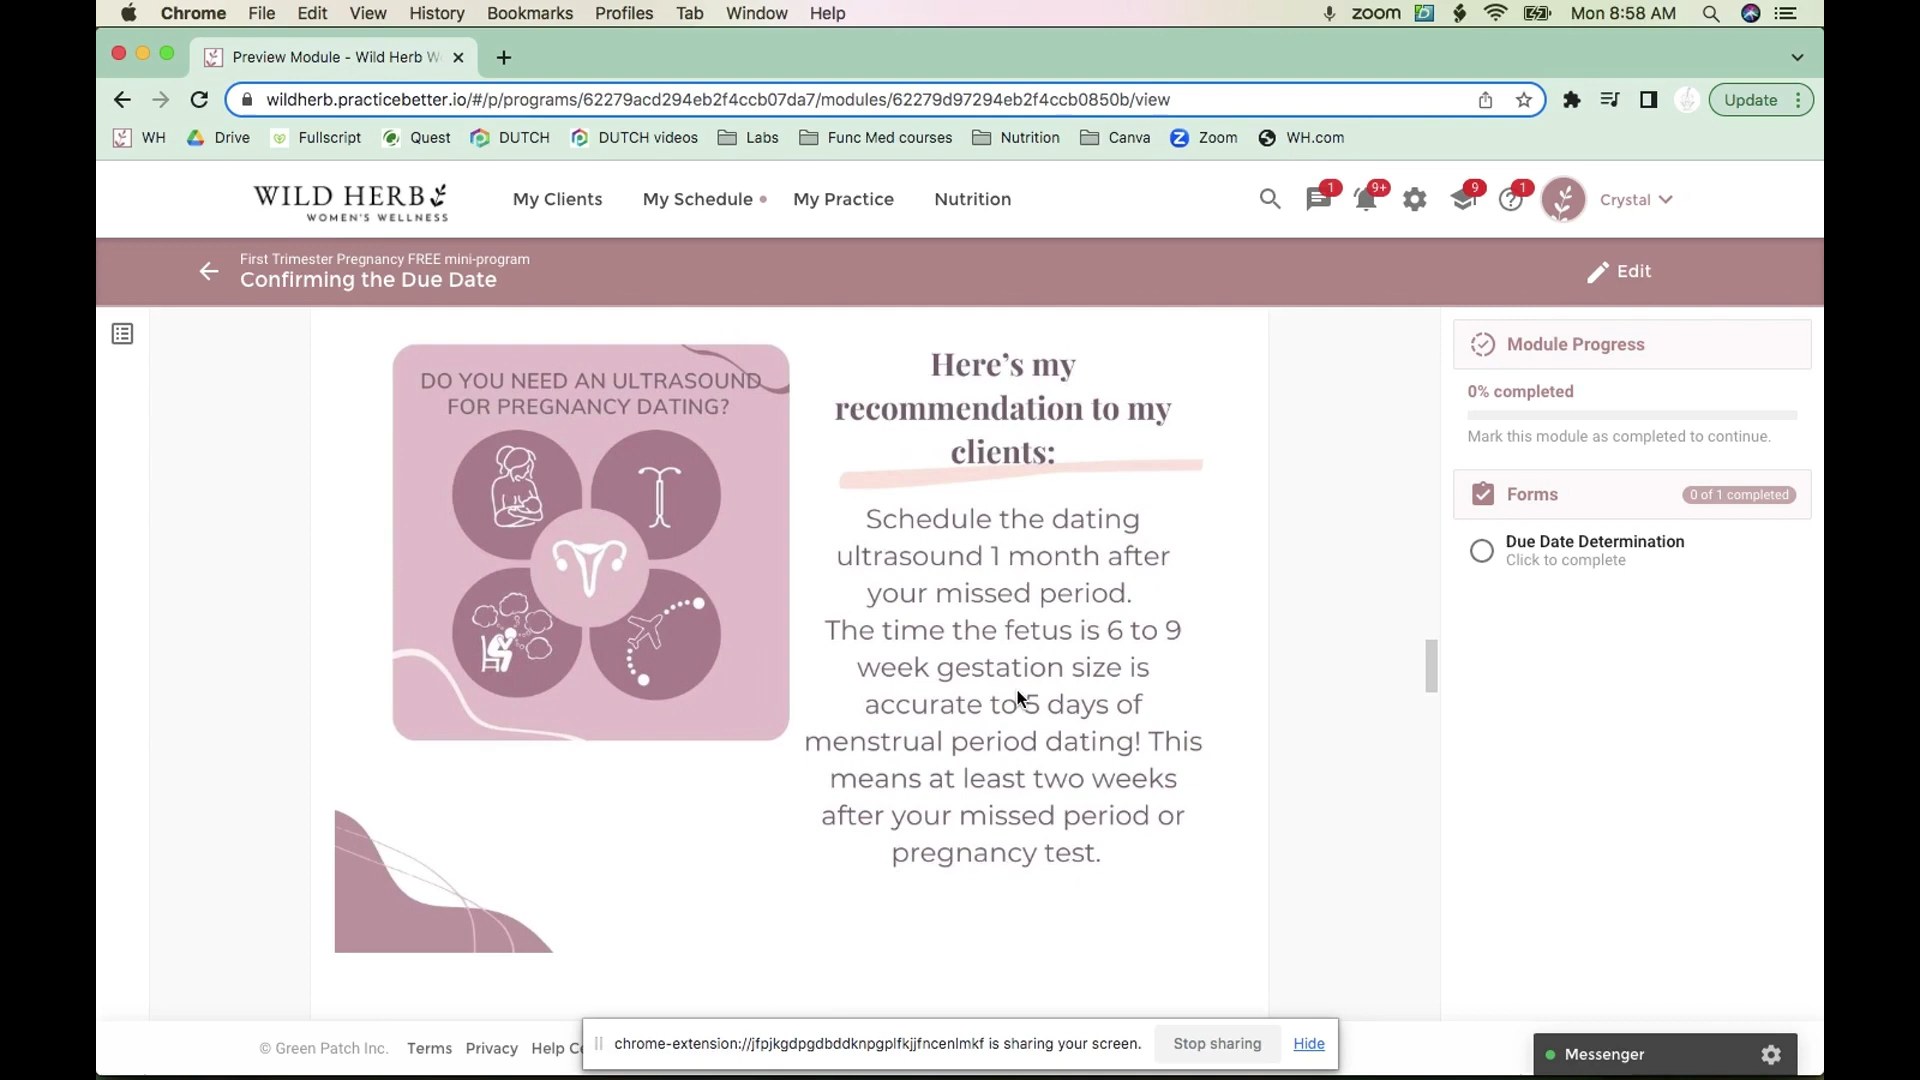 Chrome File Edit View History Bookmarks Profiles Tab Window Help zoom Mon 8:58 AM
Preview Module - Wild Herb W
wildherb.practicebetter.io/#/p/programs/62279acd294eb2f4ccb07da7/modules/62279d97294eb2f4ccb0850b/view Update
WH Drive Fullscript Quest DUTCH DUTCH videos Labs Func Med courses Nutrition Canva Zoom WH.com
WILD HERB
WOMEN'S WELLNESS
My Clients My Schedule My Practice Nutrition 1 9+ 9 1 Crystal
First Trimester Pregnancy FREE mini-program
Confirming the Due Date
Edit
DO YOU NEED AN ULTRASOUND
FOR PREGNANCY DATING?
Here's my
recommendation to my
clients:
Schedule the dating
ultrasound 1 month after
your missed period.
The time the fetus is 6 to 9
week gestation size is
accurate to 5 days of
menstrual period dating! This
means at least two weeks
after your missed period or
pregnancy test.
Module Progress
0% completed
Mark this module as completed to continue.
Forms 0 of 1 completed
Due Date Determination
Click to complete
© Green Patch Inc. Terms Privacy Help Ce
chrome-extension://jfpjkgdpgdbddknpgplfkjjfncenlmkf is sharing your screen. Stop sharing Hide
Messenger